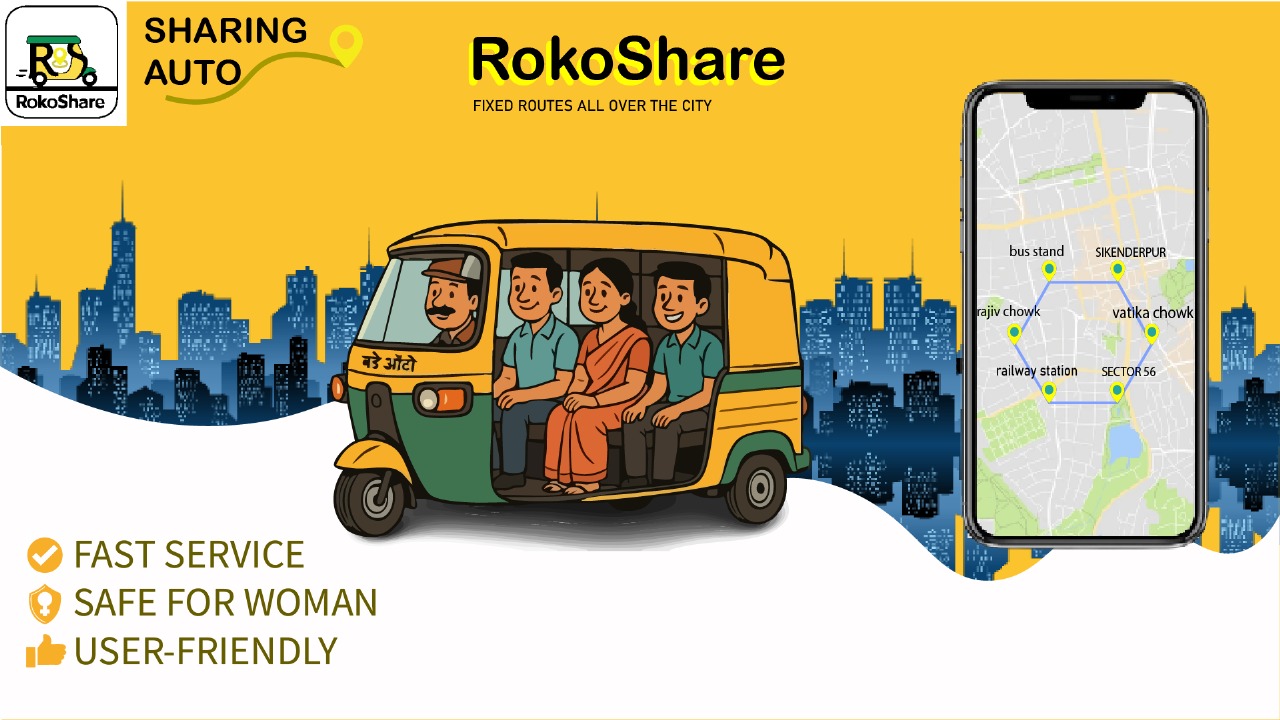 RS
RokoShare
SHARING
AUTO
RokoShare
FIXED ROUTES ALL OVER THE CITY
bus stand
SIKENDERPUR
rajiv chowk
vatika chowk
railway station
SECTOR 56
बडे ऑटो
FAST SERVICE
SAFE FOR WOMAN
USER-FRIENDLY